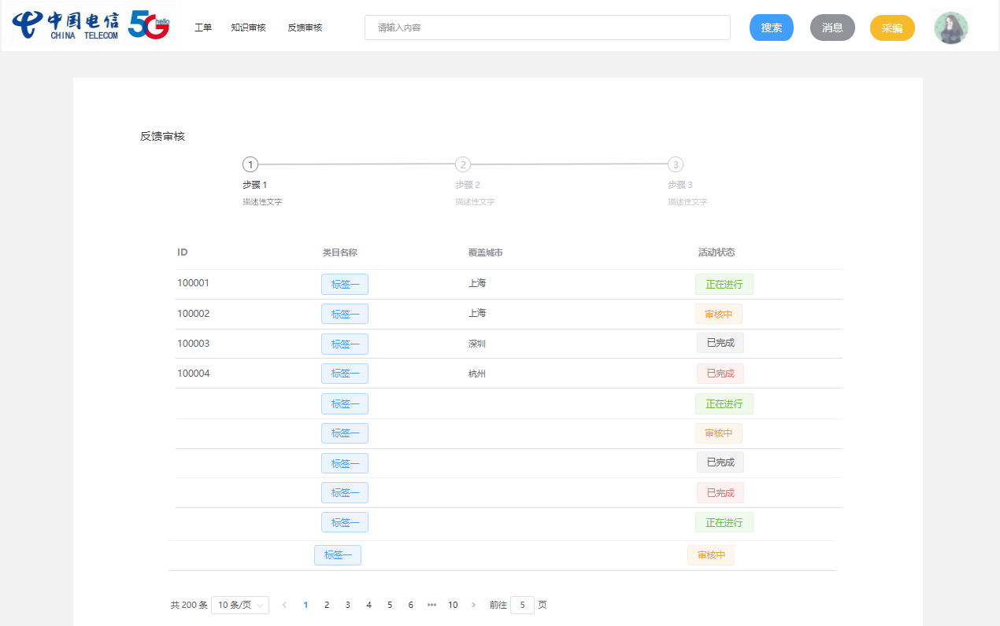 中国电信 CHINA TELECOM 5G hello 工单 知识审核 反馈审核 请输入内容 搜索 消息 采编
反馈审核
1 2 3
步骤 1 步骤 2 步骤 3
描述性文字 描述性文字 描述性文字
ID 类目名称 覆盖城市 活动状态
100001 标签一 上海 正在进行
100002 标签一 上海 审核中
100003 标签一 深圳 已完成
100004 标签一 杭州 已完成
标签一 正在进行
标签一 审核中
标签一 已完成
标签一 已完成
标签一 正在进行
标签一 审核中
共 200 条 10 条/页 1 2 3 4 5 6 ••• 10 前往 5 页